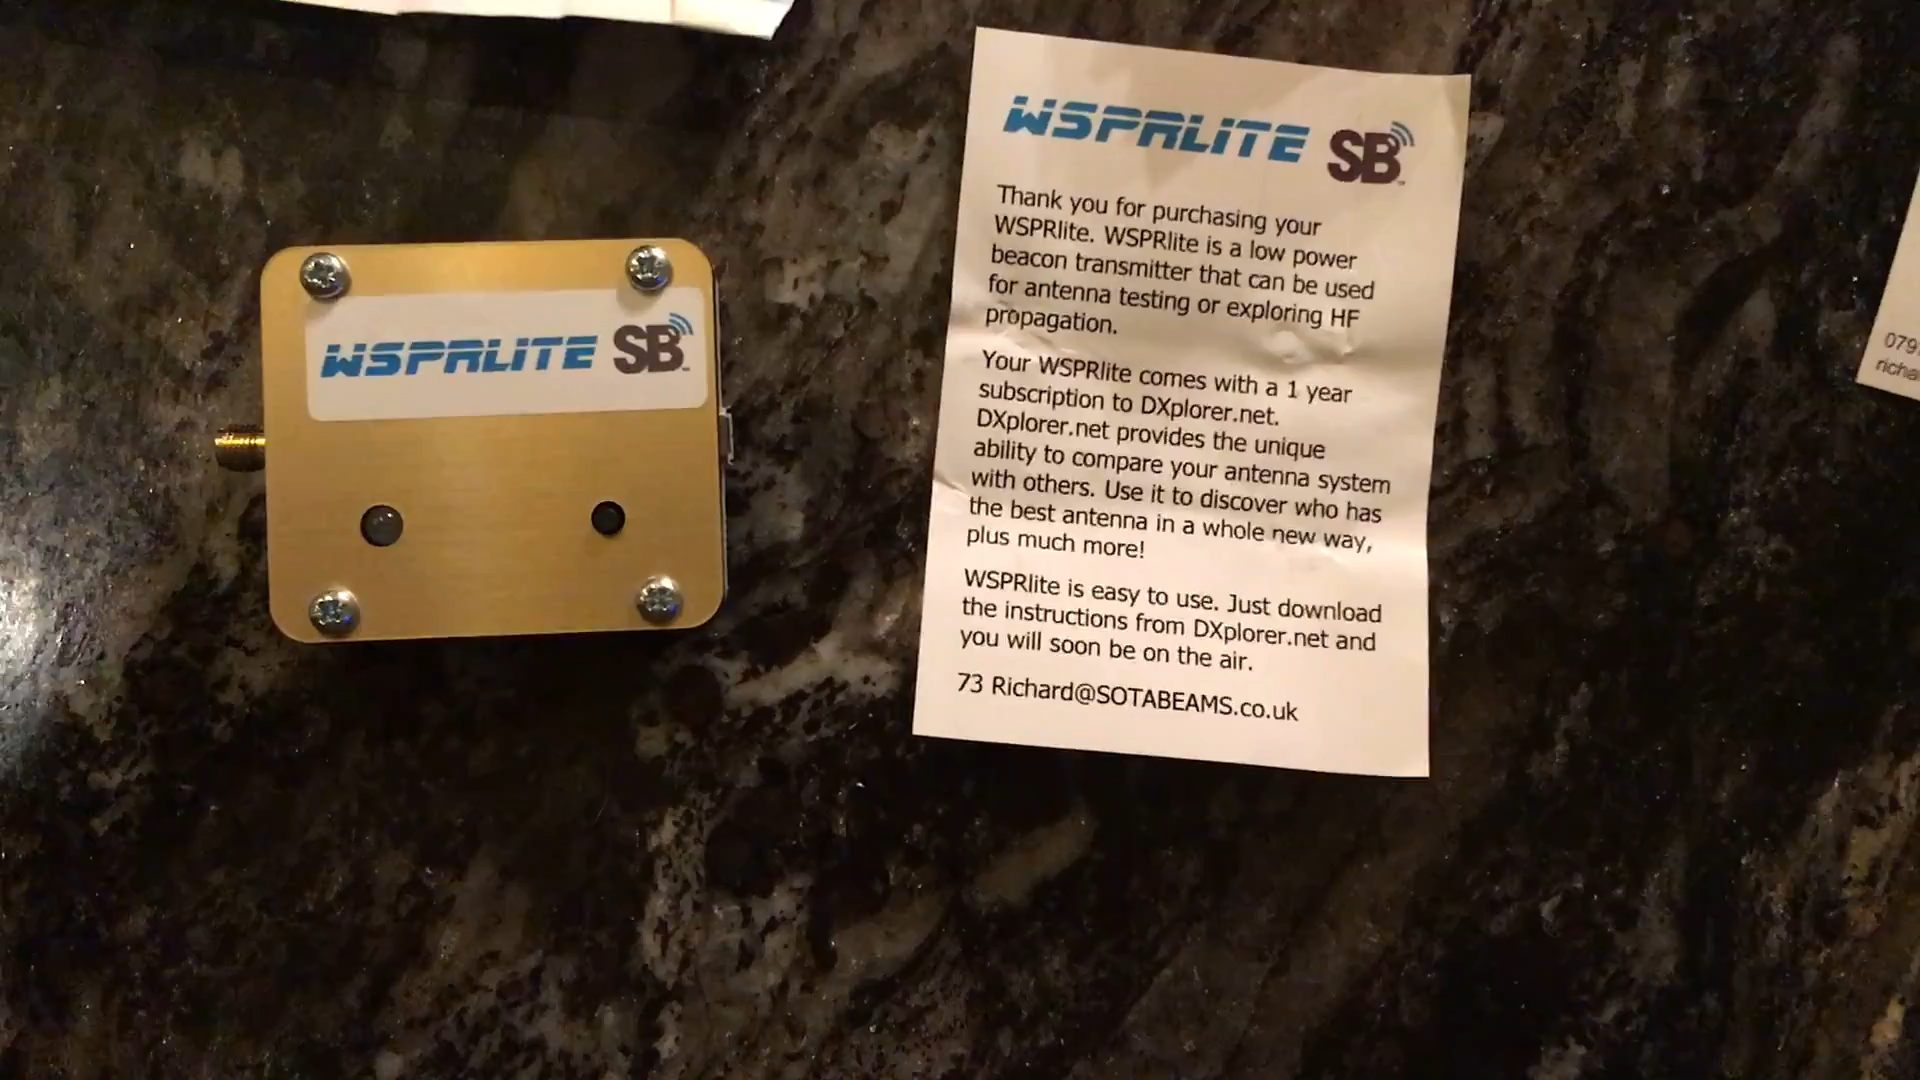 WSPRLITE SB
WSPRLITE SB
Thank you for purchasing your
WSPRlite. WSPRlite is a low power
beacon transmitter that can be used
for antenna testing or exploring HF
propagation.
Your WSPRlite comes with a 1 year
subscription to DXplorer.net.
DXplorer.net provides the unique
ability to compare your antenna system
with others. Use it to discover who has
the best antenna in a whole new way,
plus much more!
WSPRlite is easy to use. Just download
the instructions from DXplorer.net and
you will soon be on the air.
73 Richard@SOTABEAMS.co.uk